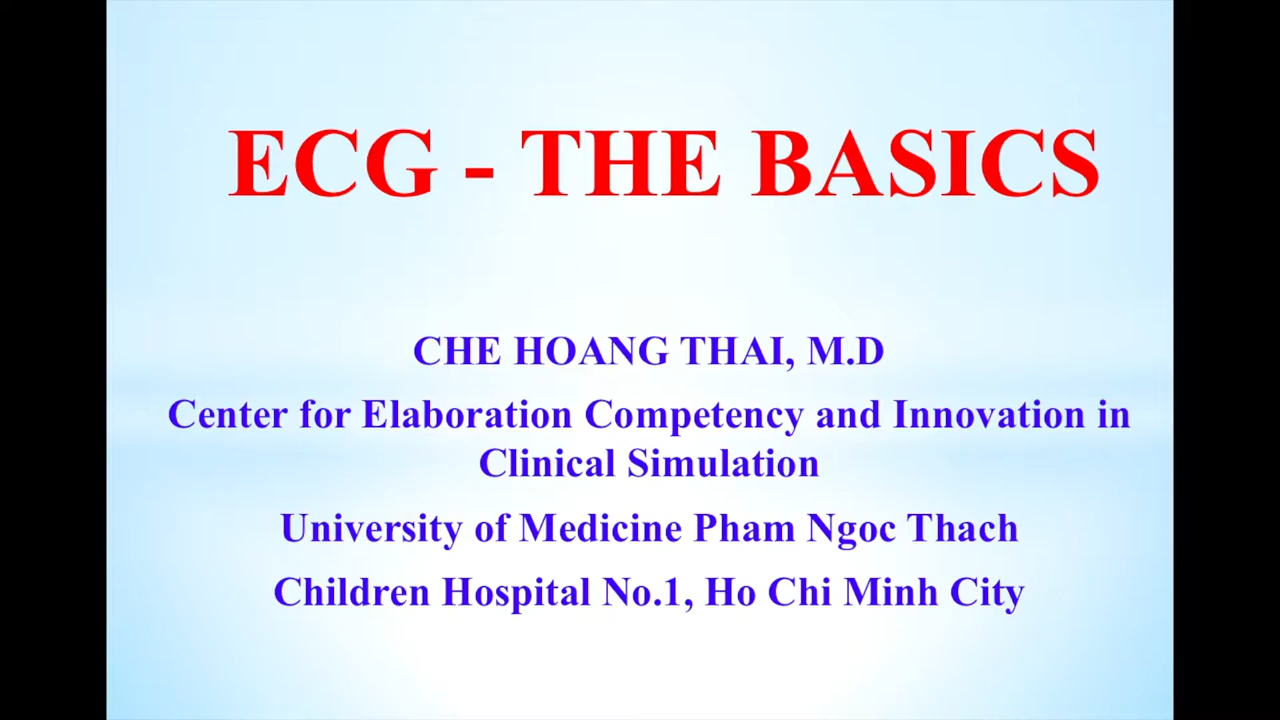 ECG - THE BASICS
CHE HOANG THAI, M.D
Center for Elaboration Competency and Innovation in
Clinical Simulation
University of Medicine Pham Ngoc Thach
Children Hospital No.1, Ho Chi Minh City